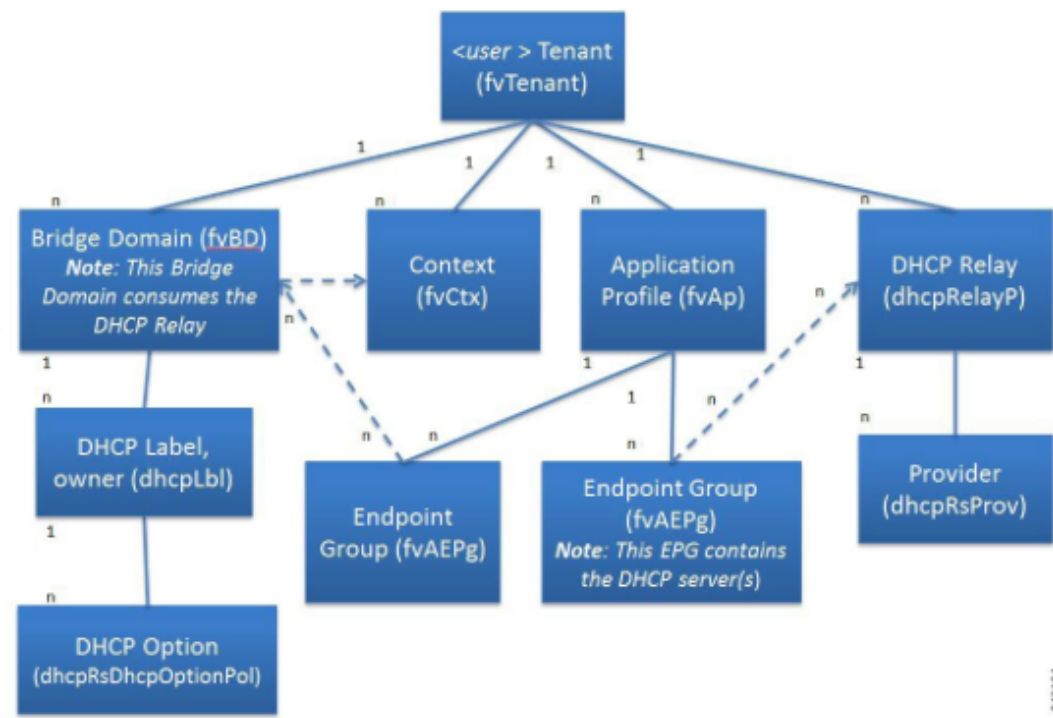 <user > Tenant
(fvTenant)
1
1
1
1
n
n
n
n
Bridge Domain (fvBD)
Note: This Bridge
Domain consumes the
DHCP Relay
Context
(fvCtx)
Application
Profile (fvAp)
DHCP Relay
(dhcpRelayP)
n
n
1
1
1
1
n
n
n
n
n
n
DHCP Label,
owner (dhcpLbl)
Endpoint
Group (fvAEPg)
Endpoint Group
(fvAEPg)
Note: This EPG contains
the DHCP server(s)
Provider
(dhcpRsProv)
1
n
DHCP Option
(dhcpRsDhcpOptionPol)